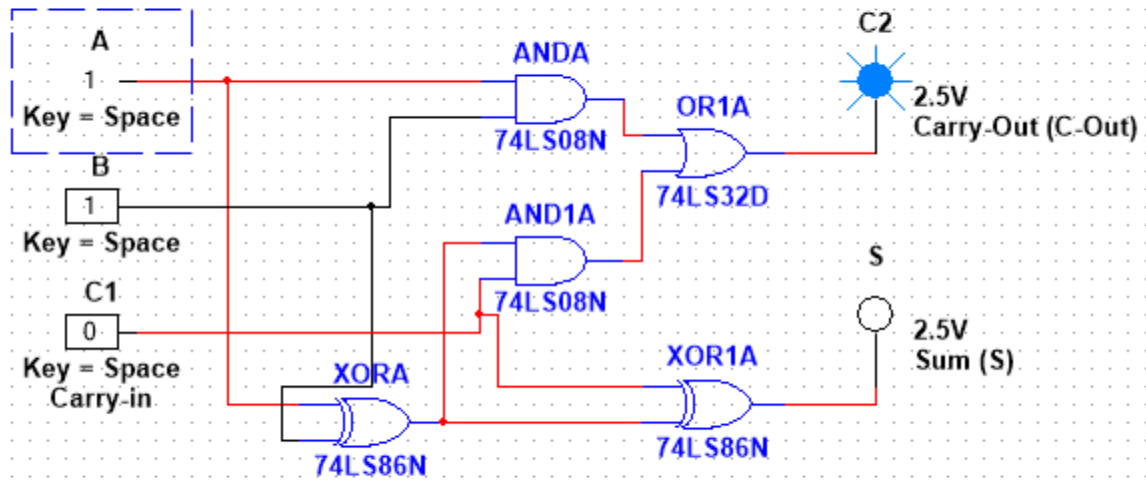 A
1
Key = Space
B
1
Key = Space
C1
0
Key = Space
Carry-in
ANDA
74LS08N
AND1A
74LS08N
XORA
74LS86N
OR1A
74LS32D
XOR1A
74LS86N
C2
2.5V
Carry-Out (C-Out)
S
2.5V
Sum (S)